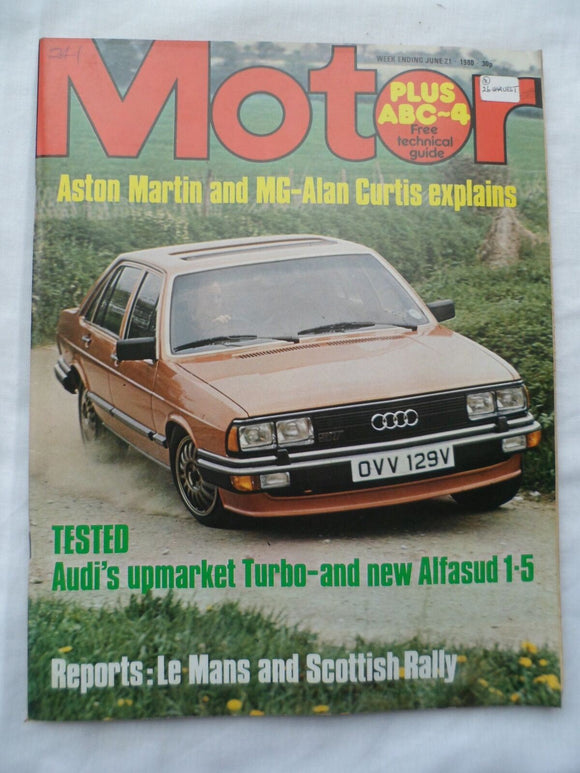 WEEK ENDING JUNE 21 1980 30p
Motor
PLUS
ABC~4
Free
technical
guide
Aston Martin and MG-Alan Curtis explains
OVV 129V
TESTED
Audi's upmarket Turbo-and new Alfasud 1·5
Reports: Le Mans and Scottish Rally